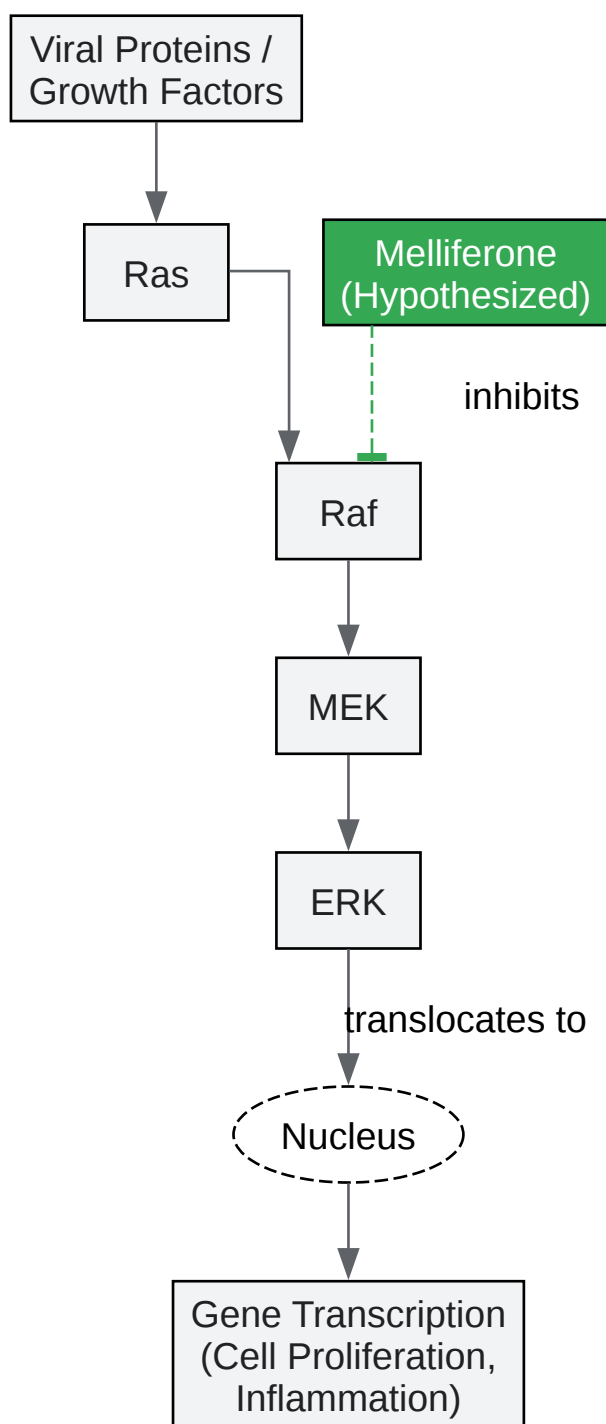 Viral Proteins /
Growth Factors
Ras
Melliferone
(Hypothesized)
inhibits
Raf
MEK
ERK
translocates to
Nucleus
Gene Transcription
(Cell Proliferation,
Inflammation)